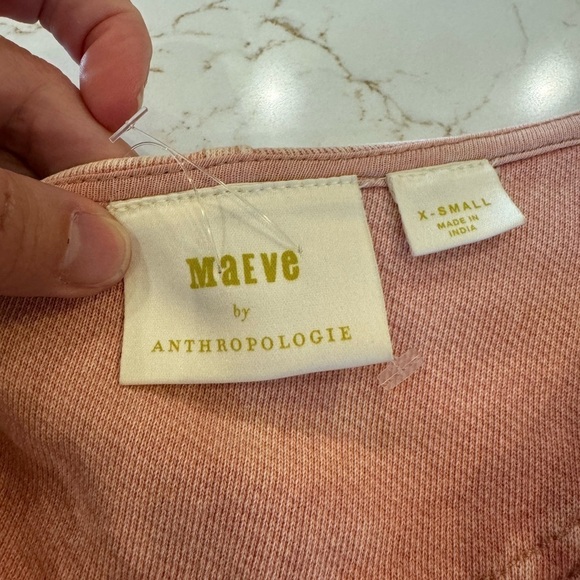 MaEVe
by
ANTHROPOLOGIE
X-SMALL
MADE IN
INDIA